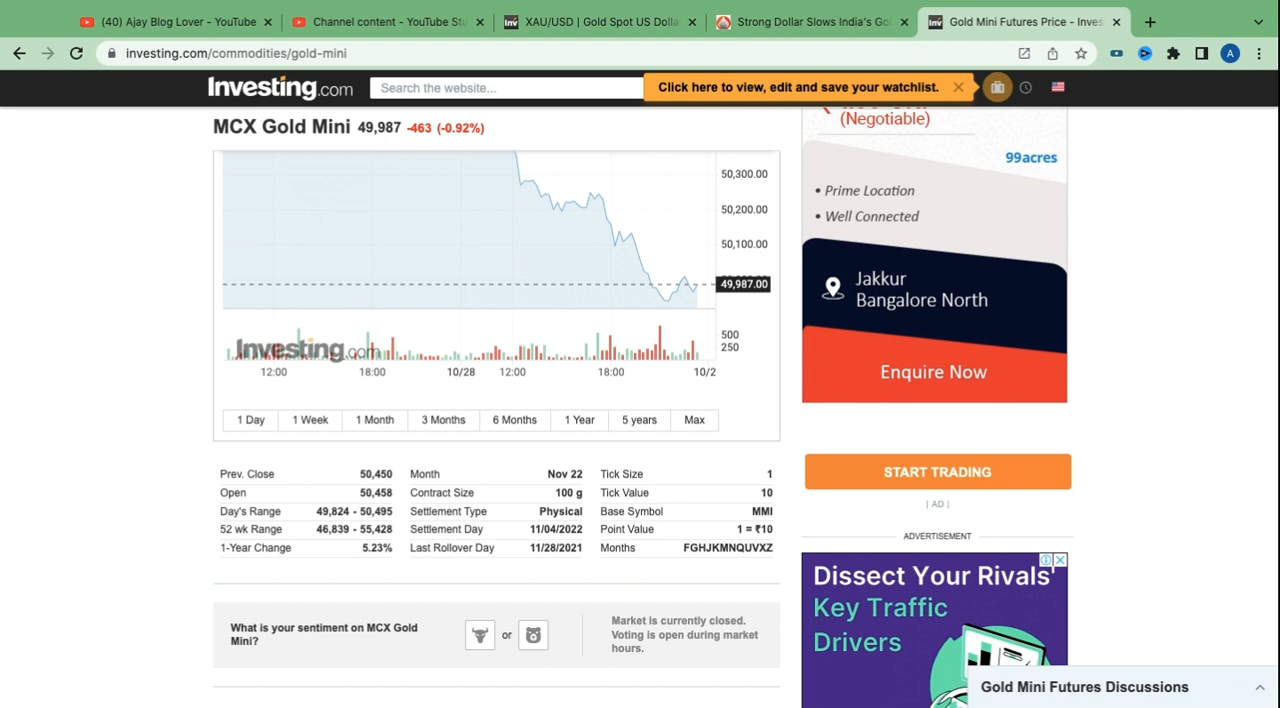 (40) Ajay Blog Lover - YouTube
Channel content - YouTube Stu
XAU/USD | Gold Spot US Dolla
Strong Dollar Slows India's Go
Gold Mini Futures Price - Inves
investing.com/commodities/gold-mini
A
Investing.com
Search the website...
Click here to view, edit and save your watchlist.
MCX Gold Mini 49,987 -463 (-0.92%)
50,300.00
50,200.00
50,100.00
49,987.00
500
250
Investing.com
12:00 18:00 10/28 12:00 18:00 10/2
1 Day 1 Week 1 Month 3 Months 6 Months 1 Year 5 years Max
Prev. Close 50,450 Month Nov 22 Tick Size 1
Open 50,458 Contract Size 100 g Tick Value 10
Day's Range 49,824 - 50,495 Settlement Type Physical Base Symbol MMI
52 wk Range 46,839 - 55,428 Settlement Day 11/04/2022 Point Value 1 = ₹10
1-Year Change 5.23% Last Rollover Day 11/28/2021 Months FGHJKMNQUVXZ
What is your sentiment on MCX Gold
Mini?
or
Market is currently closed.
Voting is open during market
hours.
(Negotiable)
99acres
• Prime Location
• Well Connected
Jakkur
Bangalore North
Enquire Now
START TRADING
| AD |
ADVERTISEMENT
Dissect Your Rivals'
Key Traffic
Drivers
Gold Mini Futures Discussions